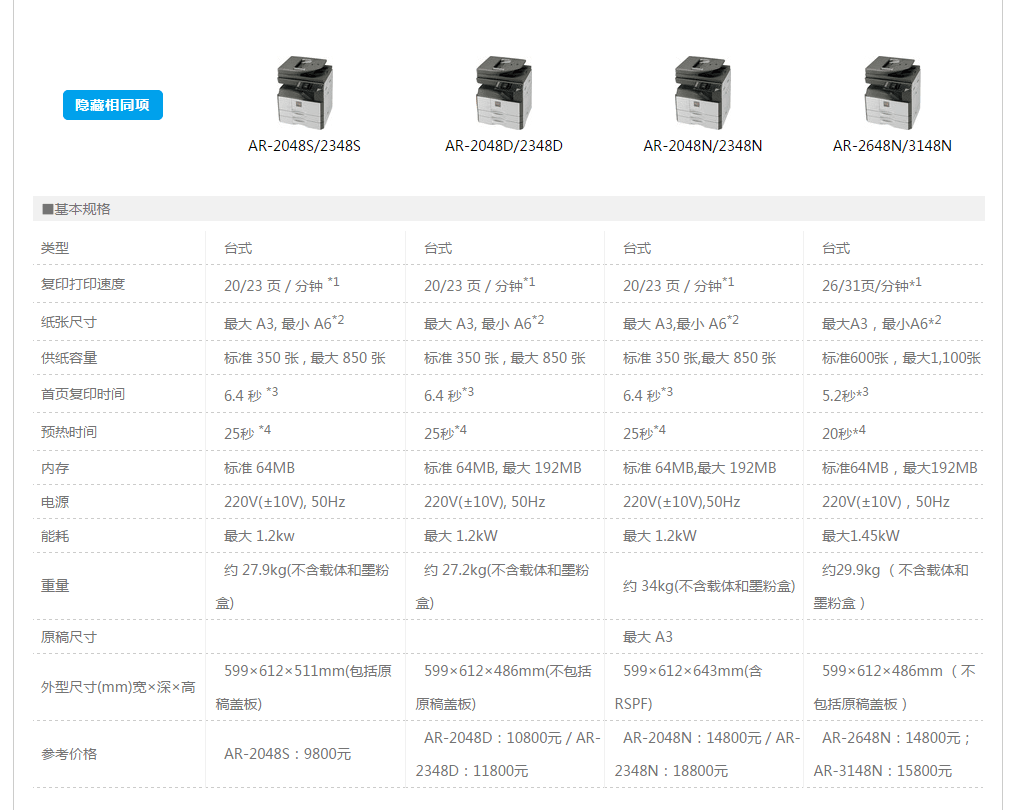 隐藏相同项
AR-2048S/2348S AR-2048D/2348D AR-2048N/2348N AR-2648N/3148N
■基本规格
类型 台式 台式 台式 台式
复印打印速度 20/23 页 / 分钟 *1 20/23 页 / 分钟*1 20/23 页 / 分钟*1 26/31页/分钟*1
纸张尺寸 最大 A3, 最小 A6*2 最大 A3, 最小 A6*2 最大 A3,最小 A6*2 最大A3，最小A6*2
供纸容量 标准 350 张 , 最大 850 张 标准 350 张 , 最大 850 张 标准 350 张,最大 850 张 标准600张，最大1,100张
首页复印时间 6.4 秒 *3 6.4 秒*3 6.4 秒*3 5.2秒*3
预热时间 25秒 *4 25秒*4 25秒*4 20秒*4
内存 标准 64MB 标准 64MB, 最大 192MB 标准 64MB,最大 192MB 标准64MB，最大192MB
电源 220V(±10V), 50Hz 220V(±10V), 50Hz 220V(±10V),50Hz 220V(±10V)，50Hz
能耗 最大 1.2kw 最大 1.2kW 最大 1.2kW 最大1.45kW
重量 约 27.9kg(不含载体和墨粉盒) 约 27.2kg(不含载体和墨粉盒) 约 34kg(不含载体和墨粉盒) 约29.9kg（不含载体和墨粉盒）
原稿尺寸 最大 A3
外型尺寸(mm)宽×深×高 599×612×511mm(包括原稿盖板) 599×612×486mm(不包括原稿盖板) 599×612×643mm(含RSPF) 599×612×486mm（不包括原稿盖板）
参考价格 AR-2048S：9800元 AR-2048D：10800元 / AR-2348D：11800元 AR-2048N：14800元 / AR-2348N：18800元 AR-2648N：14800元；AR-3148N：15800元